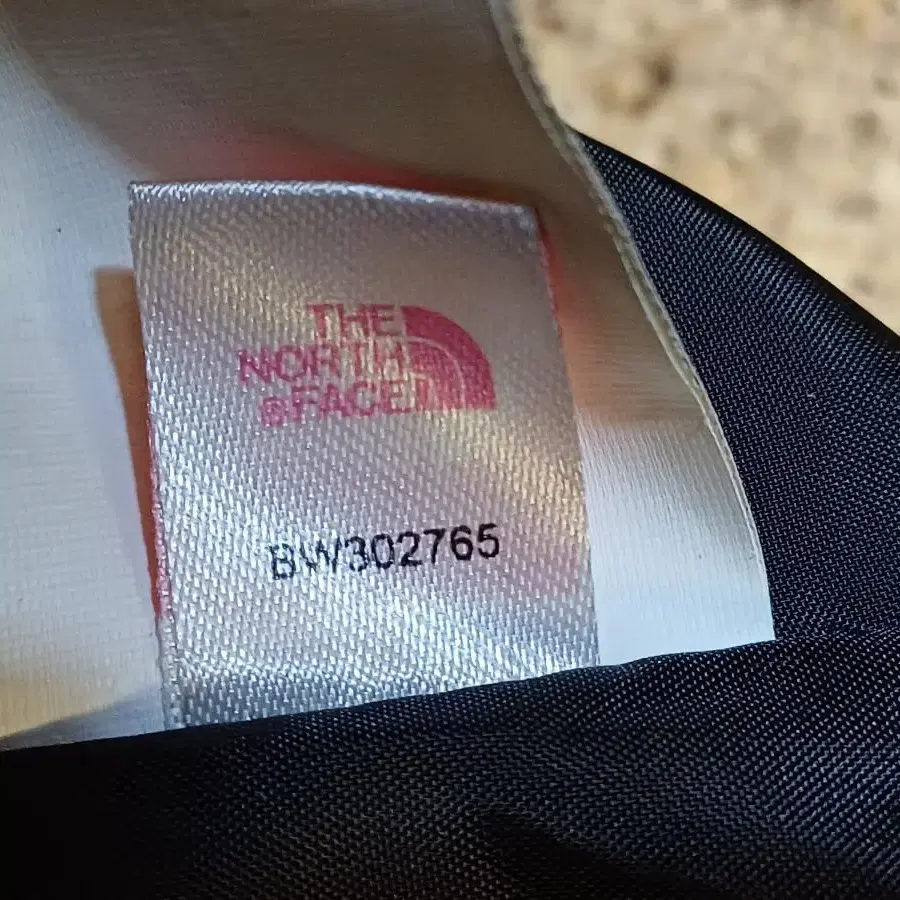 THE
NORTH
®FACE
BW302765